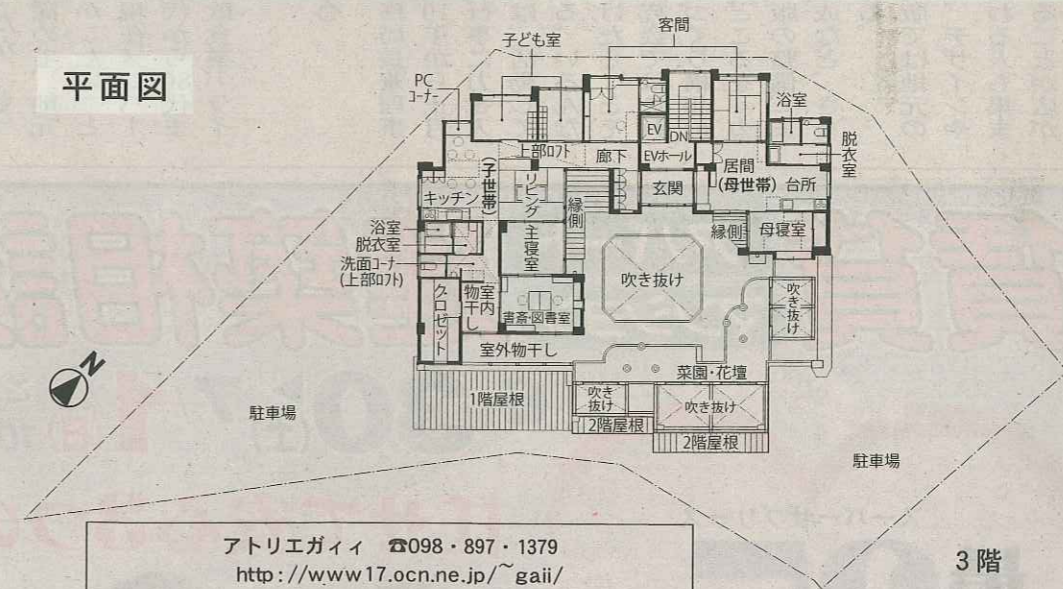 平面図
子ども室
客間
PC
コーナー
浴室
脱衣室
EV
DN
上部ロフト
廊下
EVホール
居間
(母世帯)
台所
キッチン
(子世帯)
リビング
縁側
玄関
浴室
脱衣室
洗面コーナー
(上部ロフト)
主寝室
縁側
母寝室
吹き抜け
吹き
抜け
クロゼット
室内
物干し
書斎・図書室
室外物干し
菜園・花壇
N
1階屋根
吹き
抜け
吹き抜け
2階屋根
2階屋根
駐車場
駐車場
アトリエガィィ ☎098・897・1379
http://www17.ocn.ne.jp/~gaii/
3階